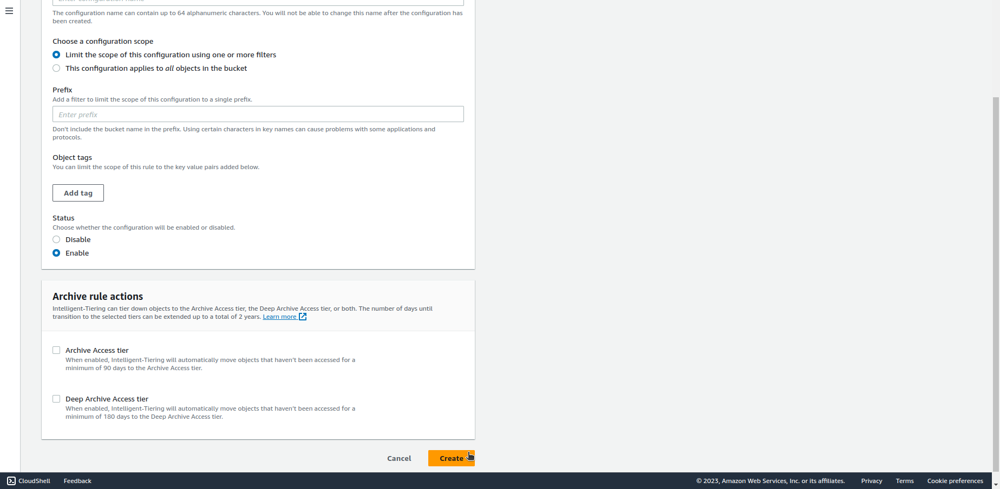 Enter configuration name
The configuration name can contain up to 64 alphanumeric characters. You will not be able to change this name after the configuration has
been created.
Choose a configuration scope
Limit the scope of this configuration using one or more filters
This configuration applies to all objects in the bucket
Prefix
Add a filter to limit the scope of this configuration to a single prefix.
Enter prefix
Don't include the bucket name in the prefix. Using certain characters in key names can cause problems with some applications and
protocols.
Object tags
You can limit the scope of this rule to the key value pairs added below.
Add tag
Status
Choose whether the configuration will be enabled or disabled.
Disable
Enable
Archive rule actions
Intelligent-Tiering can tier down objects to the Archive Access tier, the Deep Archive Access tier, or both. The number of days until
transition to the selected tiers can be extended up to a total of 2 years. Learn more
Archive Access tier
When enabled, Intelligent-Tiering will automatically move objects that haven't been accessed for a
minimum of 90 days to the Archive Access tier.
Deep Archive Access tier
When enabled, Intelligent-Tiering will automatically move objects that haven't been accessed for a
minimum of 180 days to the Deep Archive Access tier.
Cancel Create
CloudShell Feedback © 2023, Amazon Web Services, Inc. or its affiliates. Privacy Terms Cookie preferences